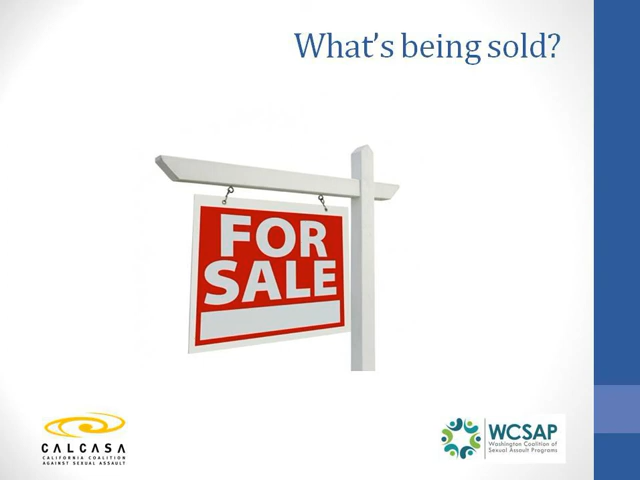 What's being sold?
FOR
SALE
CALCASA
CALIFORNIA COALITION
AGAINST SEXUAL ASSAULT
WCSAP
Washington Coalition of
Sexual Assault Programs